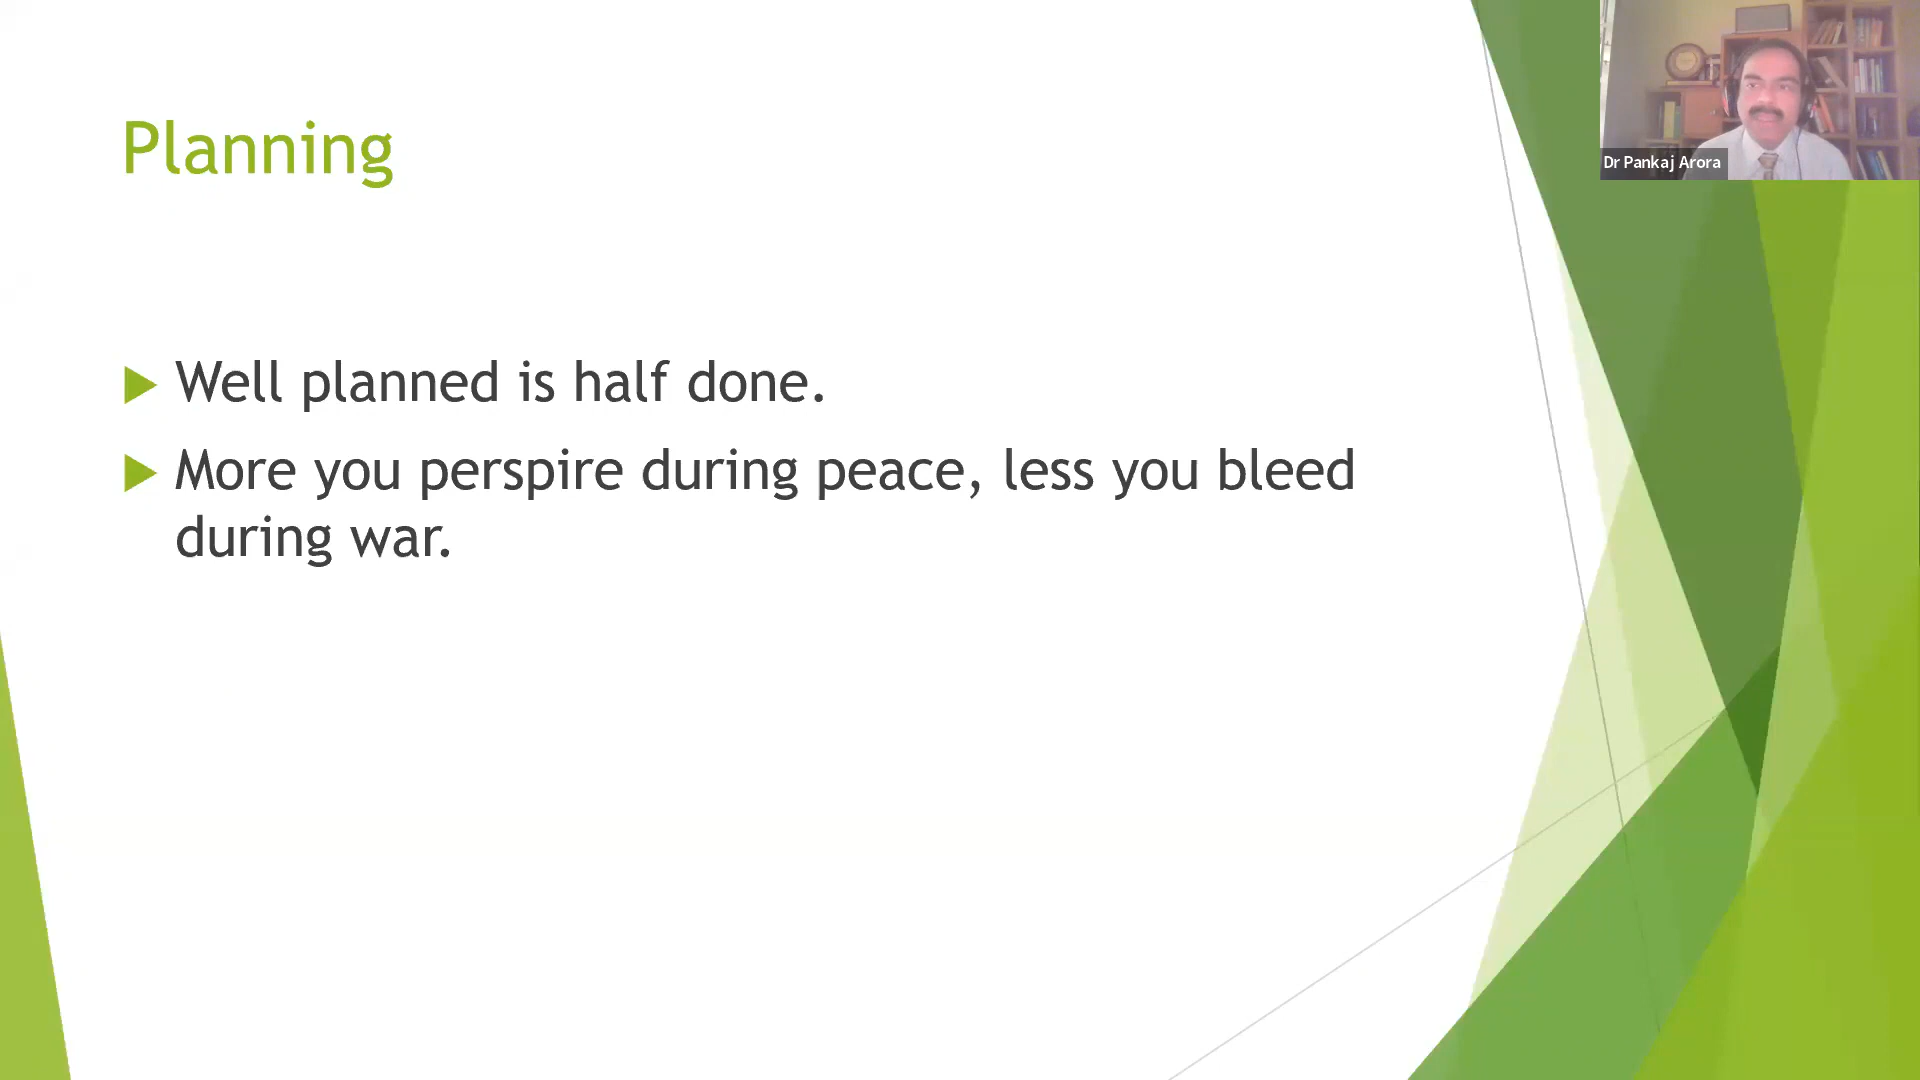 Planning
Well planned is half done.
More you perspire during peace, less you bleed
during war.
Dr Pankaj Arora